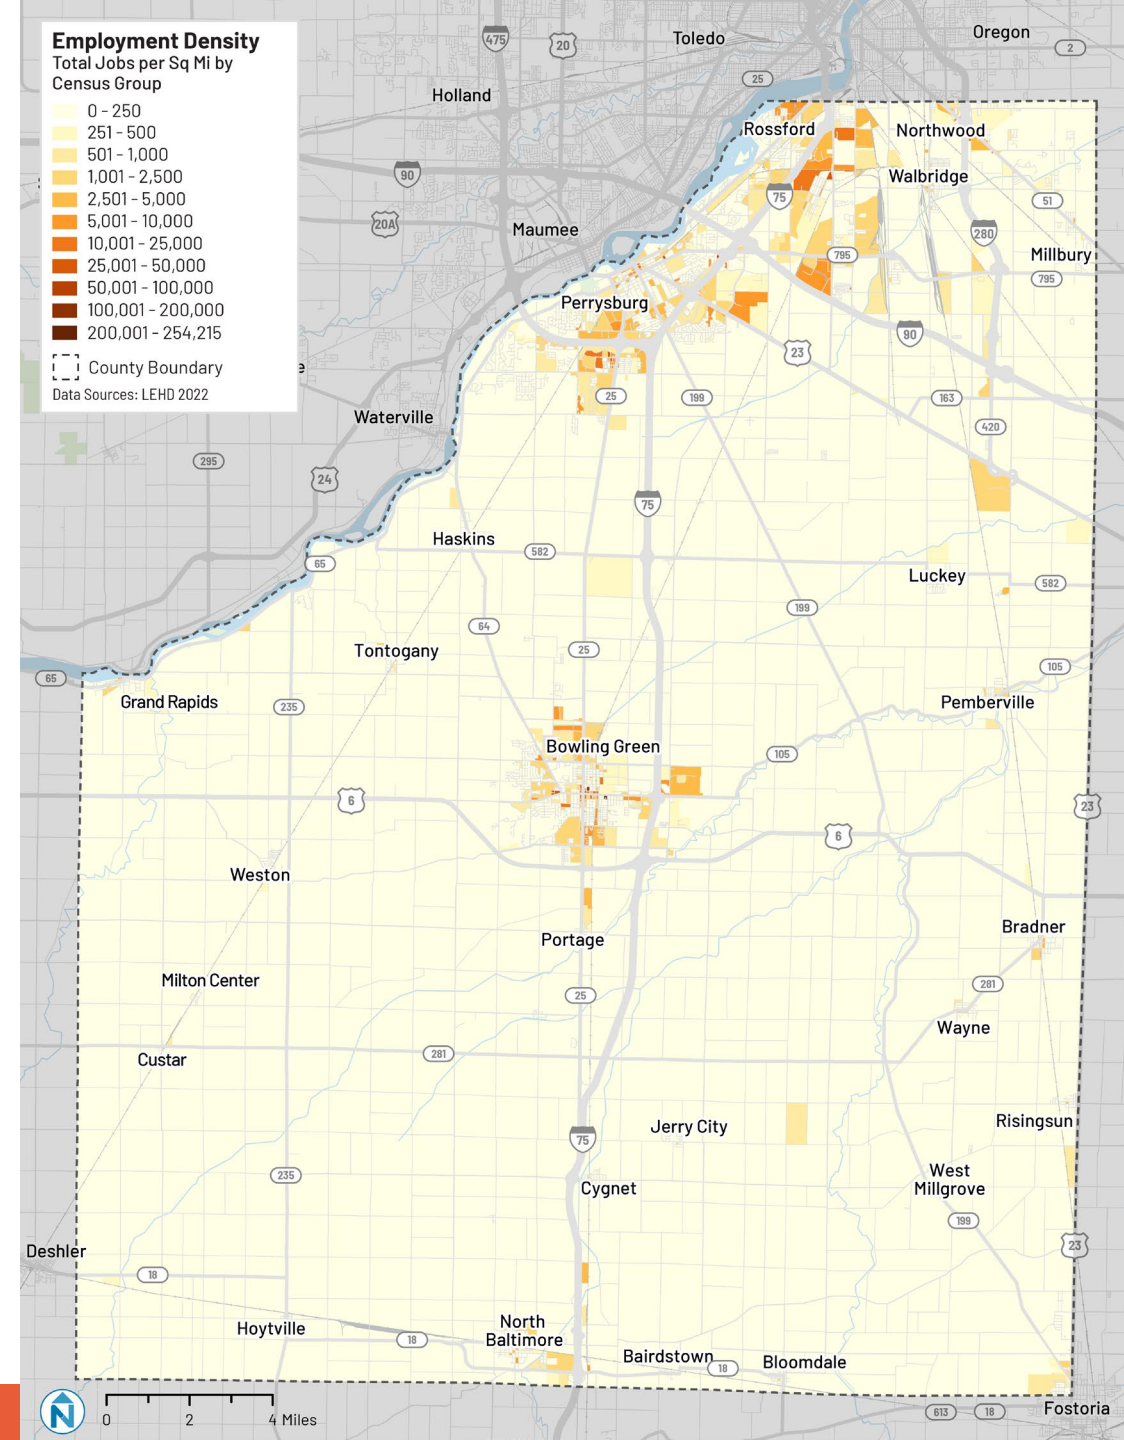 Employment Density
Total Jobs per Sq Mi by
Census Group
0 - 250
251 - 500
501 - 1,000
1,001 - 2,500
2,501 - 5,000
5,001 - 10,000
10,001 - 25,000
25,001 - 50,000
50,001 - 100,000
100,001 - 200,000
200,001 - 254,215
County Boundary
Data Sources: LEHD 2022
475
20
Toledo
Oregon
2
25
Holland
Rossford
Northwood
90
Walbridge
75
51
20A
Maumee
280
795
Millbury
795
Perrysburg
90
23
e
25
199
163
Waterville
420
295
24
75
Haskins
582
65
Luckey
582
199
64
Tontogany
25
105
65
Grand Rapids
235
Pemberville
Bowling Green
105
6
23
6
Weston
Bradner
Portage
Milton Center
281
25
Wayne
281
Custar
Risingsun
Jerry City
75
235
West
Millgrove
Cygnet
199
23
Deshler
18
North
Baltimore
Hoytville
18
Bairdstown
18
Bloomdale
N
0
2
4 Miles
613
18
Fostoria